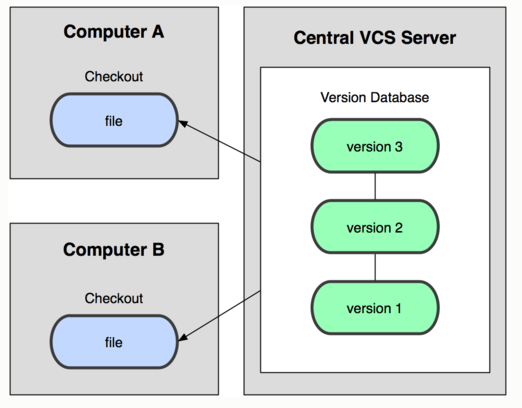 Computer A
Checkout
file
Computer B
Checkout
file
Central VCS Server
Version Database
version 3
version 2
version 1